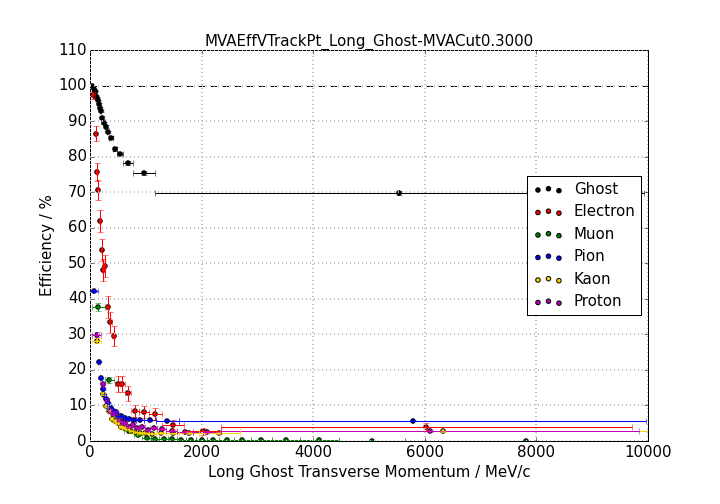 MVAEffVTrackPt_Long_Ghost-MVACut0.3000
110
100
90
80
70
60
50
40
30
20
10
0
Efficiency / %
Ghost
Electron
Muon
Pion
Kaon
Proton
0 2000 4000 6000 8000 10000
Long Ghost Transverse Momentum / MeV/c